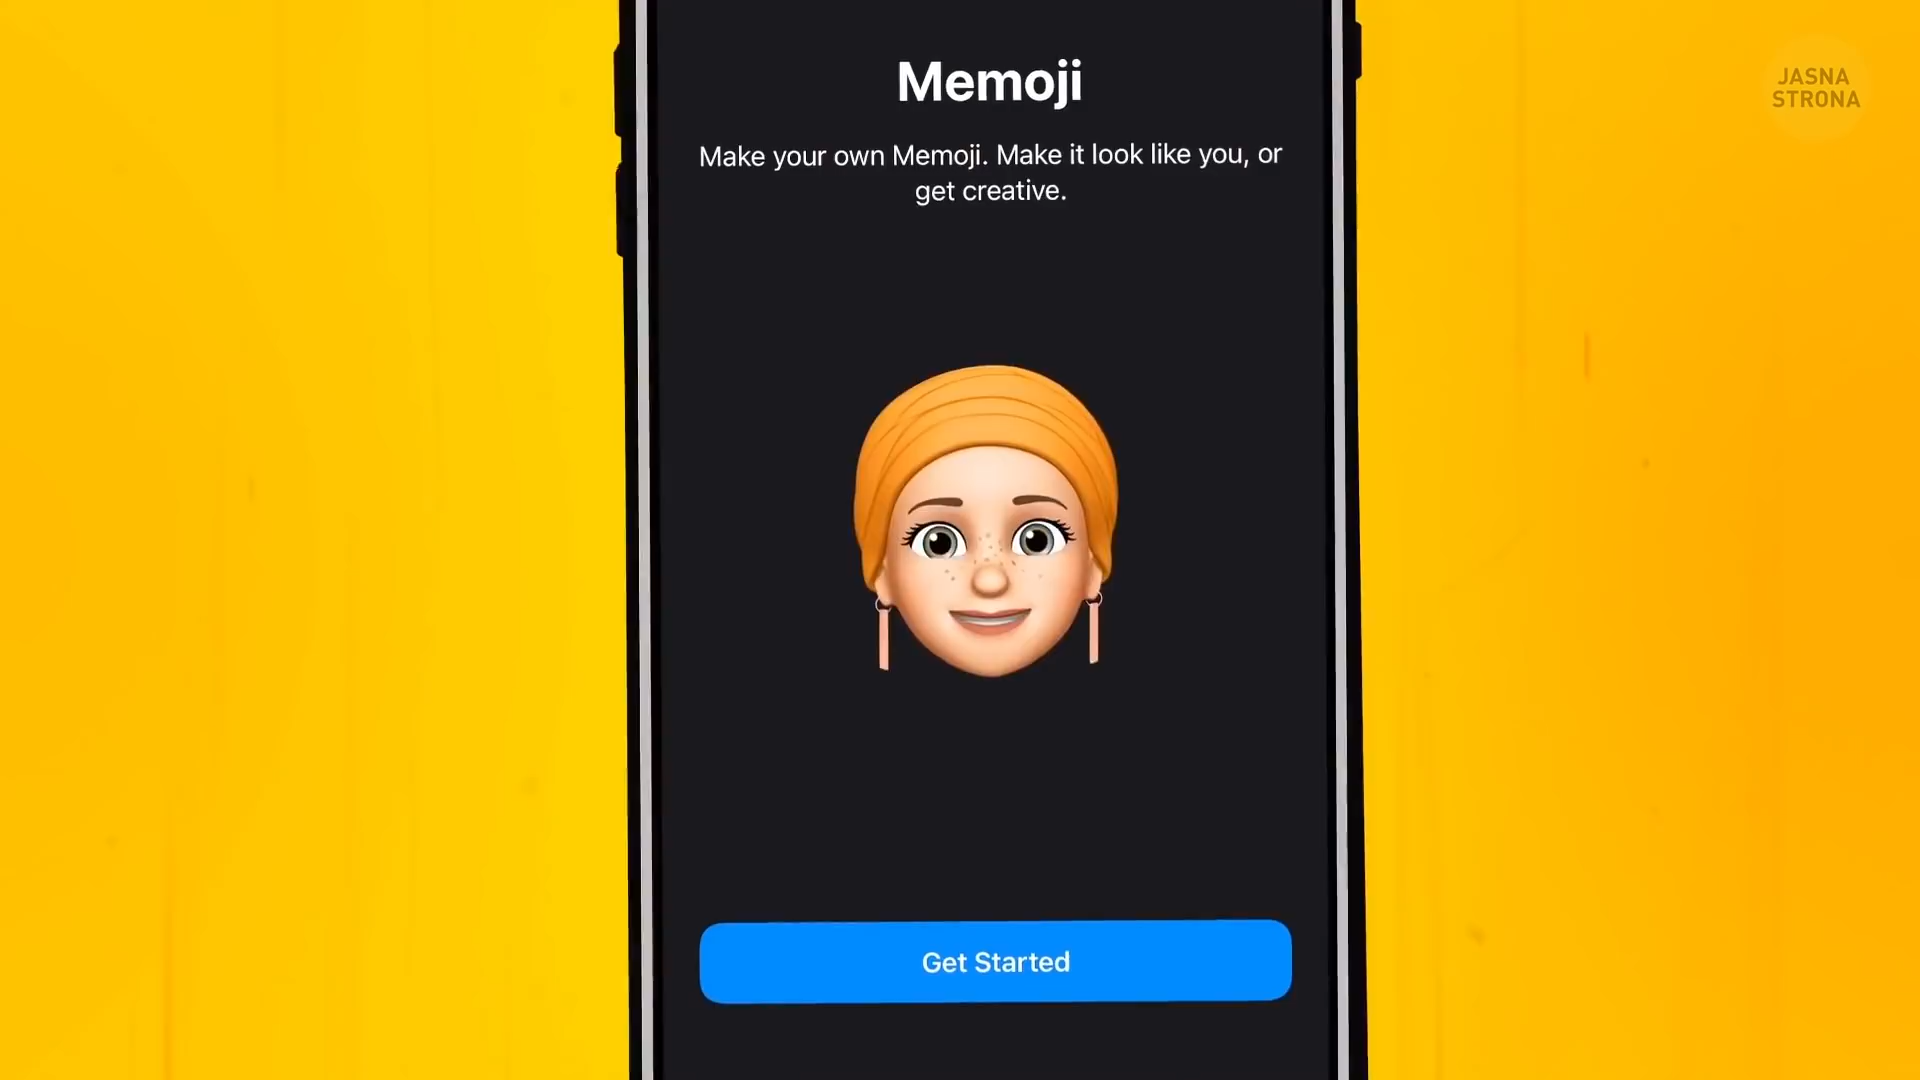 JASNA
STRONA
Memoji
Make your own Memoji. Make it look like you, or
get creative.
Get Started